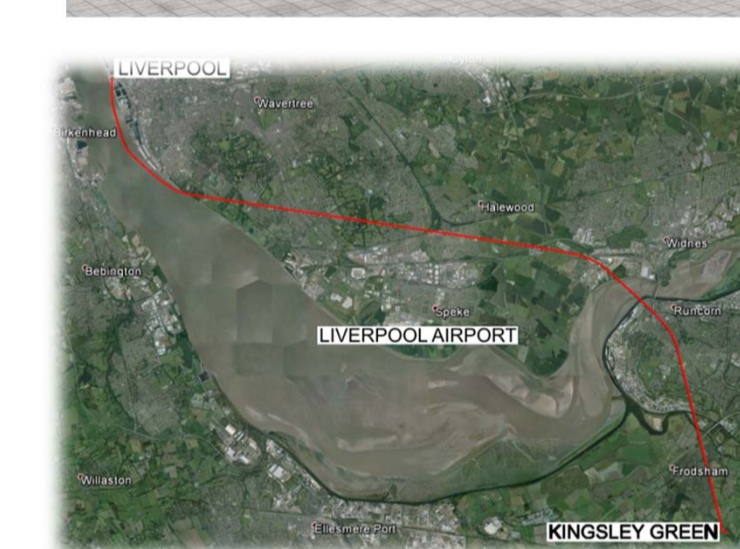 LIVERPOOL
Wavertree
Birkenhead
Halewood
Widnes
Bebington
Speke
Runcorn
LIVERPOOL AIRPORT
Frodsham
Willaston
Ellesmere Port
KINGSLEY GREEN